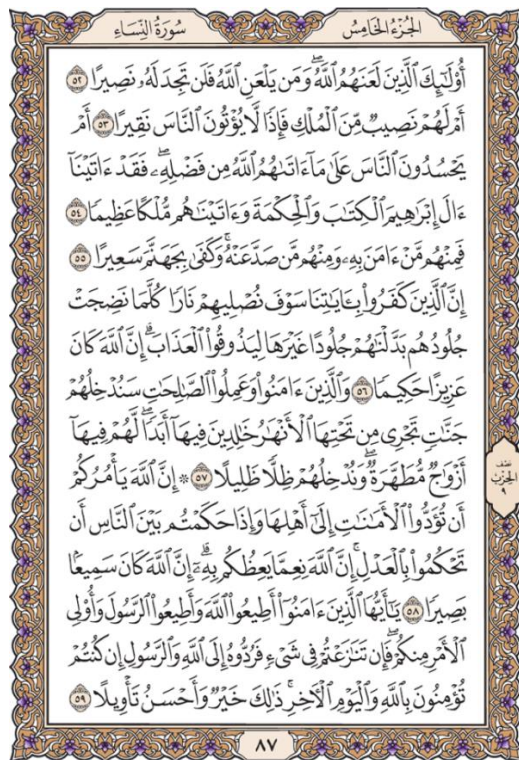 الجُزْءُ الخَامِسُ
سُورَةُ النِّسَاءِ
أُوْلَٰٓئِكَ ٱلَّذِينَ لَعَنَهُمُ ٱللَّهُۖ وَمَن يَلْعَنِ ٱللَّهُ فَلَن تَجِدَ لَهُۥ نَصِيرًا ٥٢
أَمْ لَهُمْ نَصِيبٌ مِّنَ ٱلْمُلْكِ فَإِذًا لَّا يُؤْتُونَ ٱلنَّاسَ نَقِيرًا ٥٣ أَمْ
يَحْسُدُونَ ٱلنَّاسَ عَلَىٰ مَآ ءَاتَىٰهُمُ ٱللَّهُ مِن فَضْلِهِۦۖ فَقَدْ ءَاتَيْنَآ
ءَالَ إِبْرَٰهِيمَ ٱلْكِتَٰبَ وَٱلْحِكْمَةَ وَءَاتَيْنَٰهُم مُّلْكًا عَظِيمًا ٥٤
فَمِنْهُم مَّنْ ءَامَنَ بِهِۦ وَمِنْهُم مَّن صَدَّ عَنْهُۚ وَكَفَىٰ بِجَهَنَّمَ سَعِيرًا ٥٥
إِنَّ ٱلَّذِينَ كَفَرُواْ بِـَٔايَٰتِنَا سَوْفَ نُصْلِيهِمْ نَارًا كُلَّمَا نَضِجَتْ
جُلُودُهُم بَدَّلْنَٰهُمْ جُلُودًا غَيْرَهَا لِيَذُوقُواْ ٱلْعَذَابَۗ إِنَّ ٱللَّهَ كَانَ
عَزِيزًا حَكِيمًا ٥٦ وَٱلَّذِينَ ءَامَنُواْ وَعَمِلُواْ ٱلصَّٰلِحَٰتِ سَنُدْخِلُهُمْ
جَنَّٰتٍ تَجْرِي مِن تَحْتِهَا ٱلْأَنْهَٰرُ خَٰلِدِينَ فِيهَآ أَبَدًاۖ لَّهُمْ فِيهَآ
أَزْوَٰجٌ مُّطَهَّرَةٌۖ وَنُدْخِلُهُمْ ظِلًّا ظَلِيلًا ٥٧ ۞ إِنَّ ٱللَّهَ يَأْمُرُكُمْ
أَن تُؤَدُّواْ ٱلْأَمَٰنَٰتِ إِلَىٰٓ أَهْلِهَا وَإِذَا حَكَمْتُم بَيْنَ ٱلنَّاسِ أَن
تَحْكُمُواْ بِٱلْعَدْلِۚ إِنَّ ٱللَّهَ نِعِمَّا يَعِظُكُم بِهِۦٓۗ إِنَّ ٱللَّهَ كَانَ سَمِيعًۢا
بَصِيرًا ٥٨ يَٰٓأَيُّهَا ٱلَّذِينَ ءَامَنُوٓاْ أَطِيعُواْ ٱللَّهَ وَأَطِيعُواْ ٱلرَّسُولَ وَأُوْلِي
ٱلْأَمْرِ مِنكُمْۖ فَإِن تَنَٰزَعْتُمْ فِي شَيْءٍ فَرُدُّوهُ إِلَى ٱللَّهِ وَٱلرَّسُولِ إِن كُنتُمْ
تُؤْمِنُونَ بِٱللَّهِ وَٱلْيَوْمِ ٱلْأٓخِرِۚ ذَٰلِكَ خَيْرٌ وَأَحْسَنُ تَأْوِيلًا ٥٩
نصف
الحزب
٩
٨٧